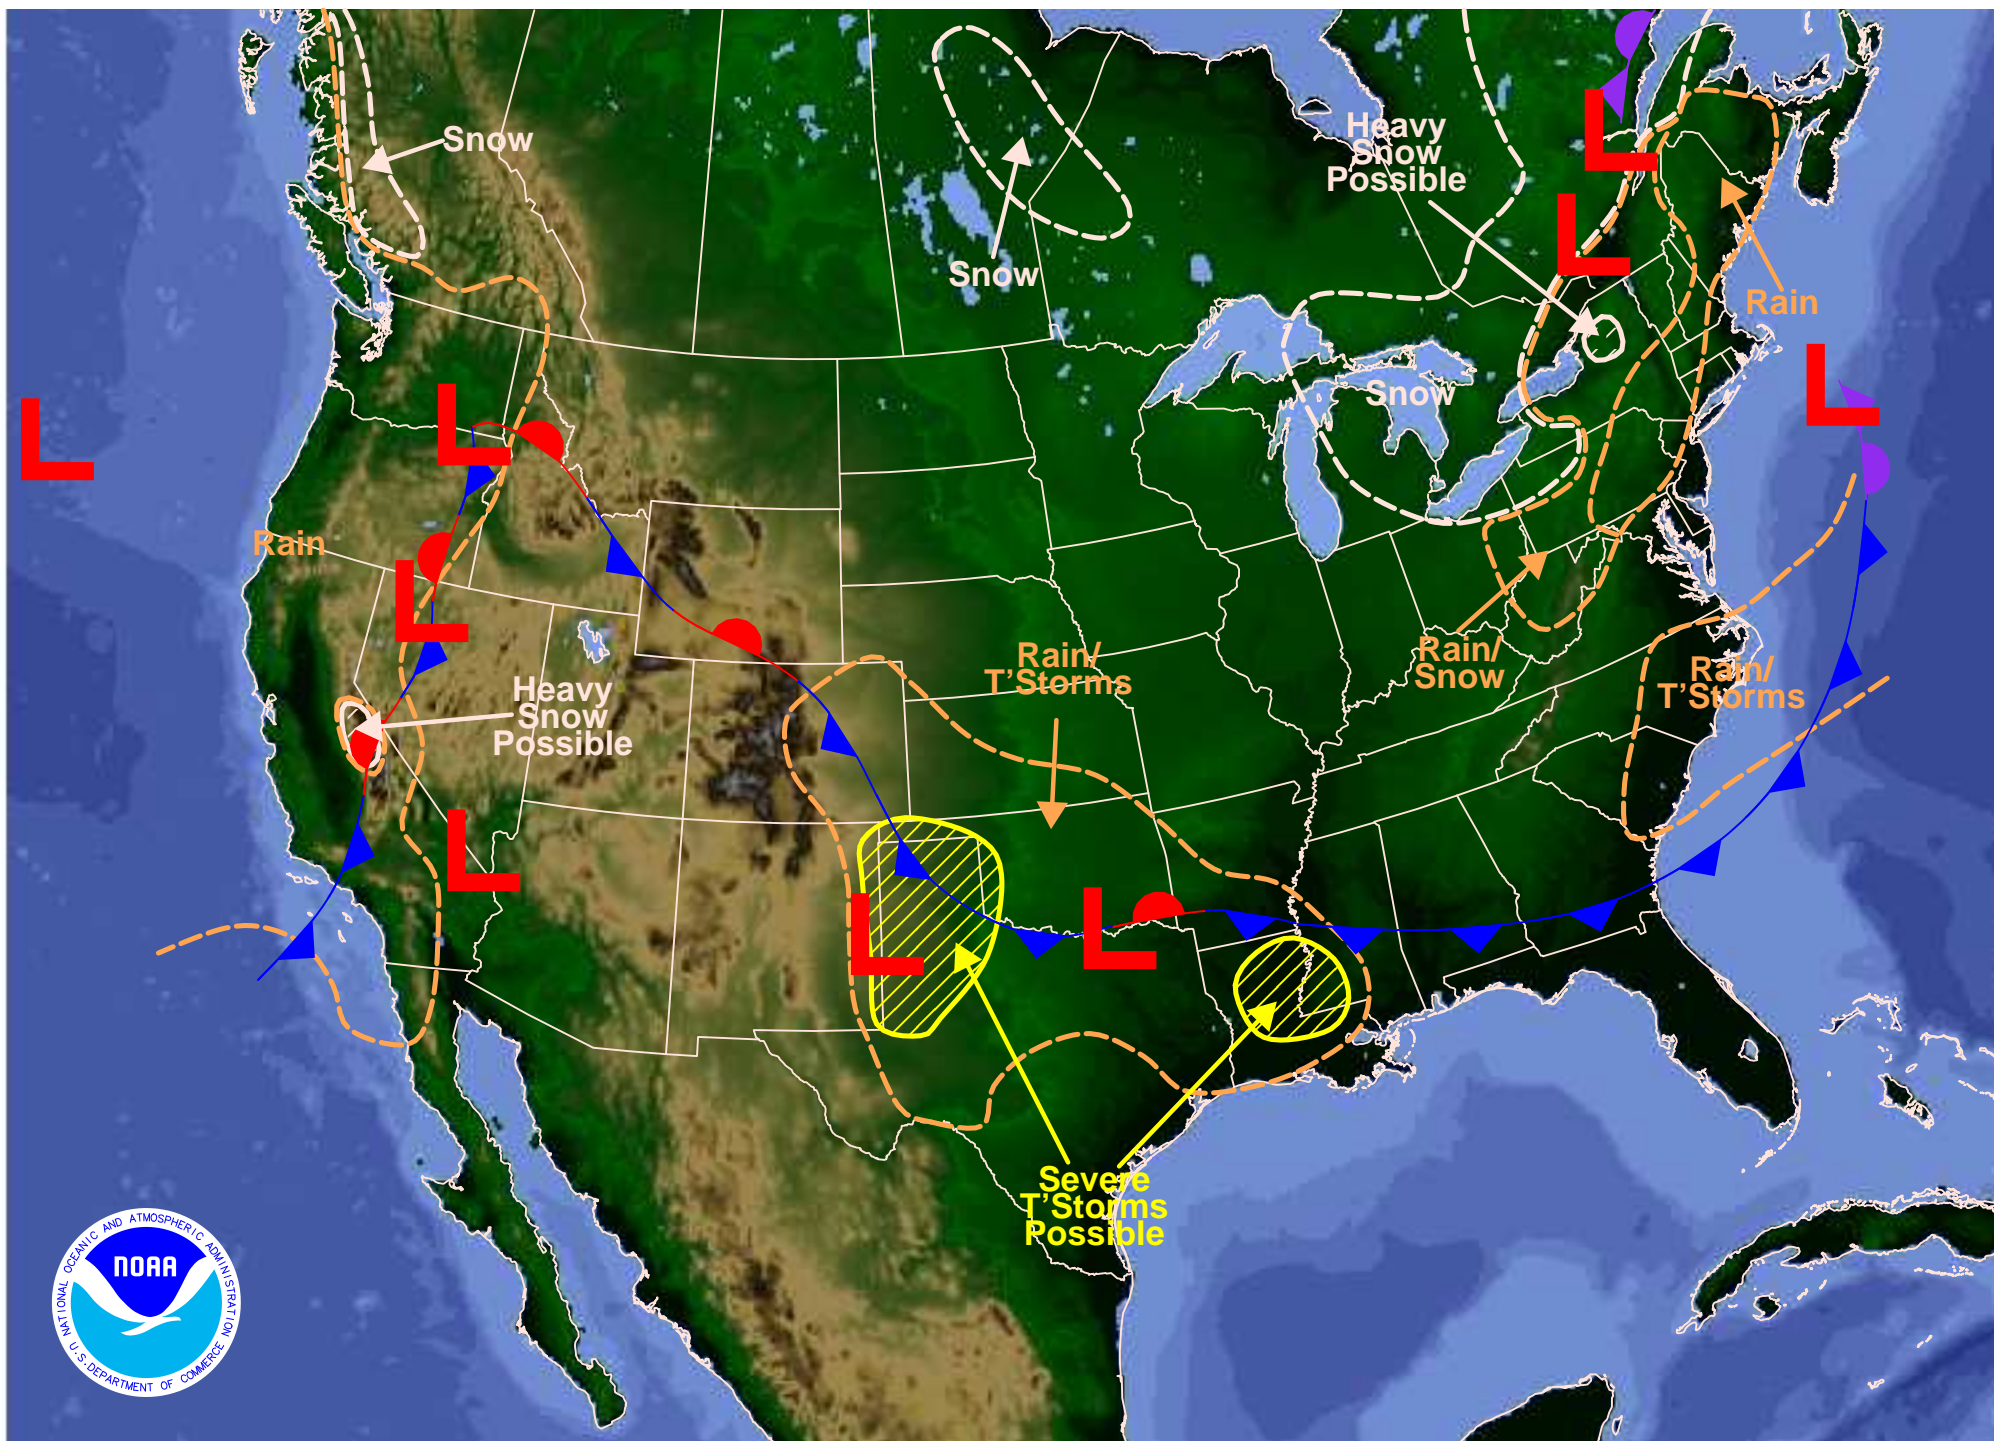 Snow
Heavy
Snow
Possible
Snow
Rain
Snow
Rain
Rain/
T'Storms
Rain/
Snow
Rain/
T'Storms
Heavy
Snow
Possible
Severe
T'Storms
Possible
L
L
L
L
L
L
L
L
L
NATIONAL OCEANIC AND ATMOSPHERIC ADMINISTRATION
NOAA
U.S. DEPARTMENT OF COMMERCE